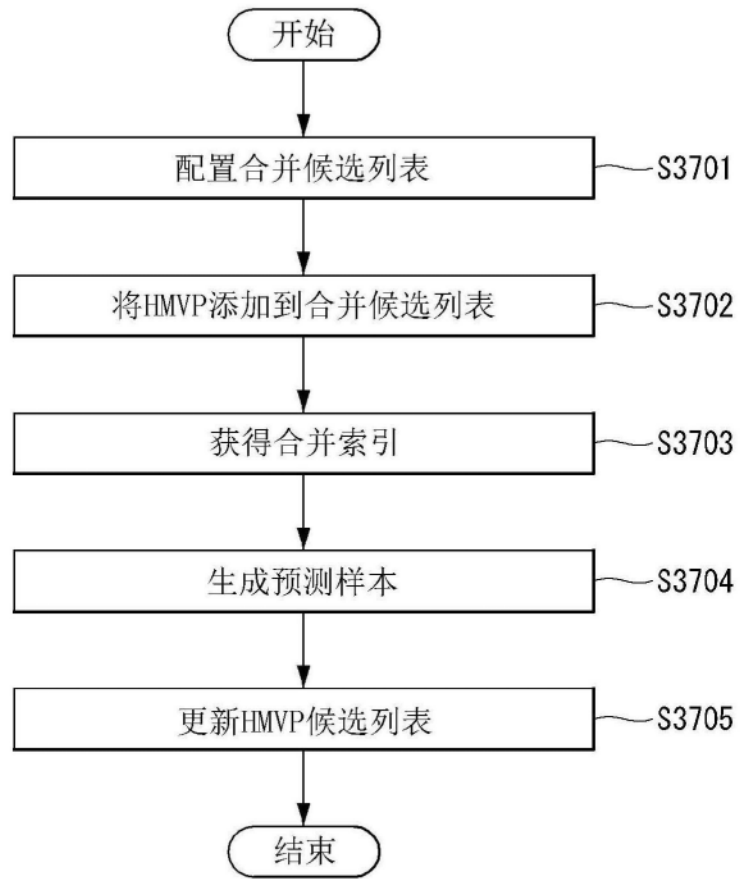 开始
配置合并候选列表
S3701
将HMVP添加到合并候选列表
S3702
获得合并索引
S3703
生成预测样本
S3704
更新HMVP候选列表
S3705
结束